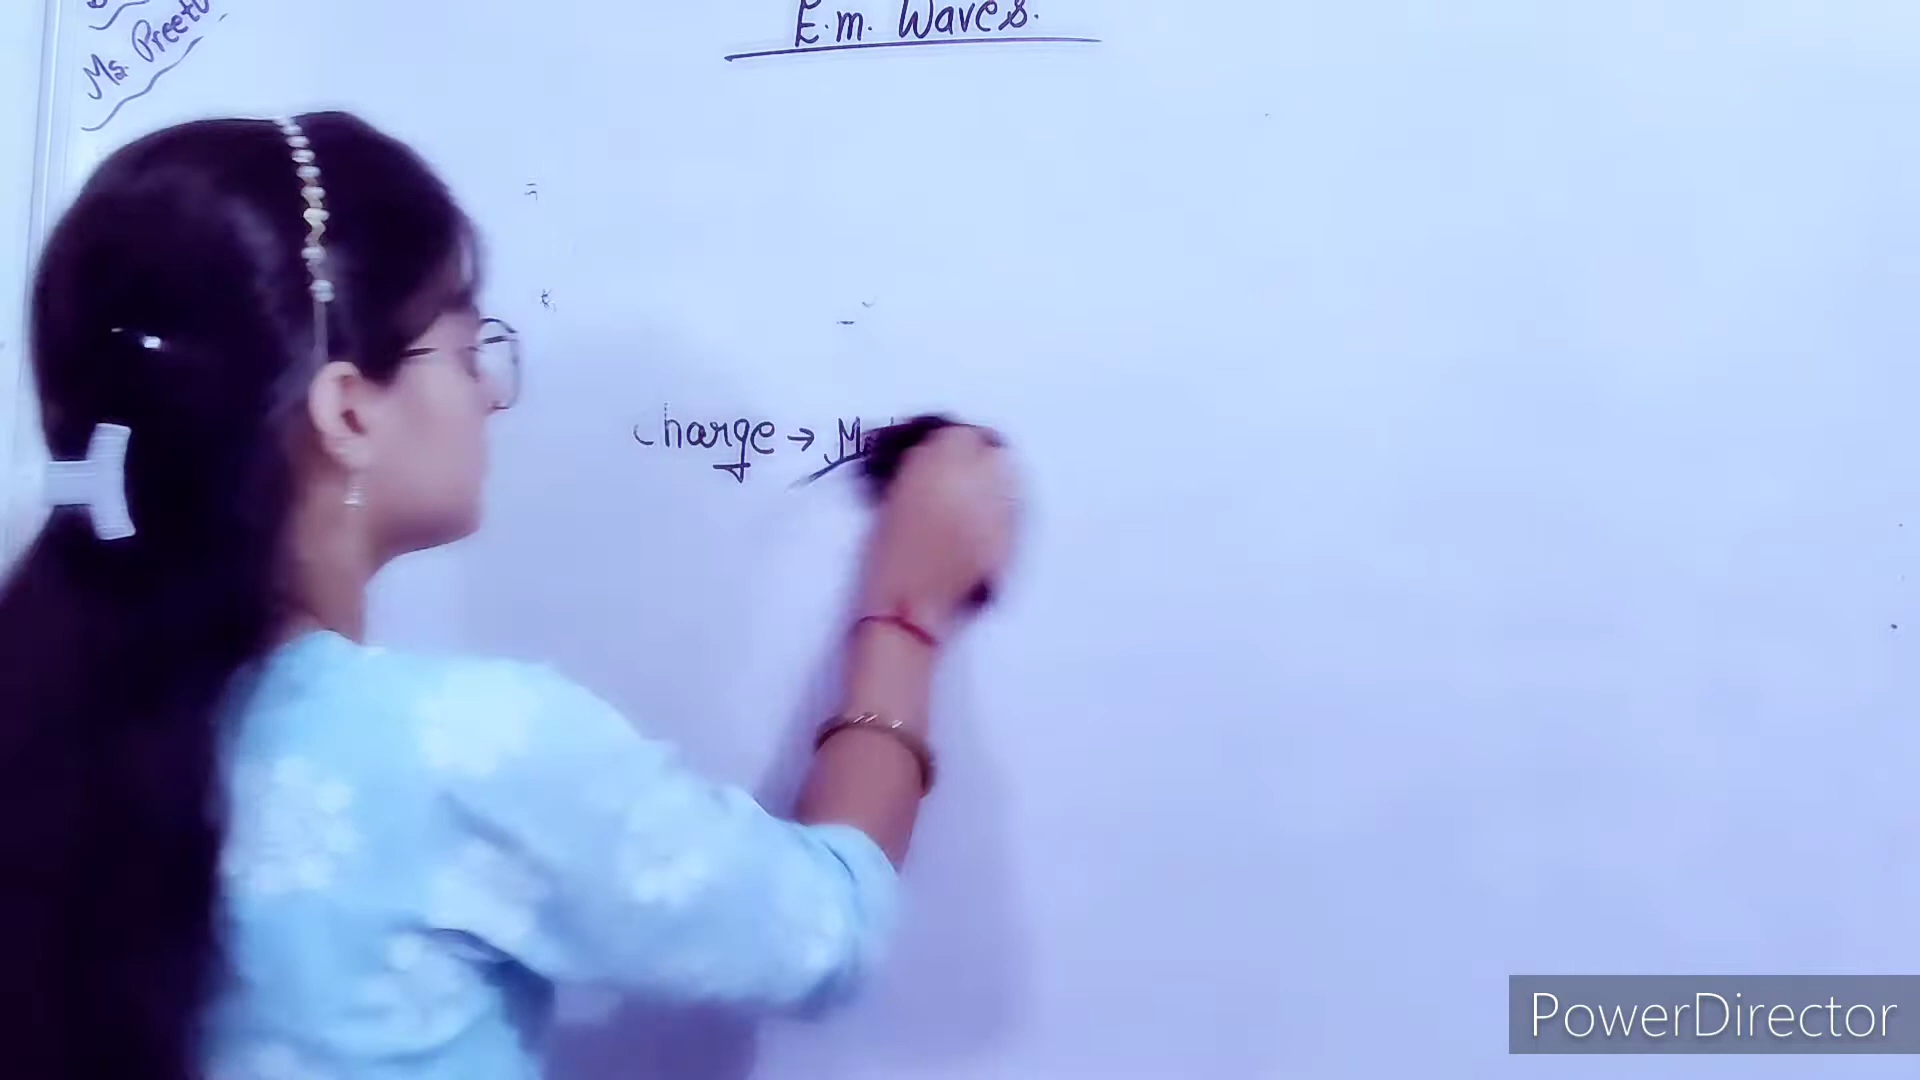 Ms. Preet
E.m. Waves.
Charge →
PowerDirector